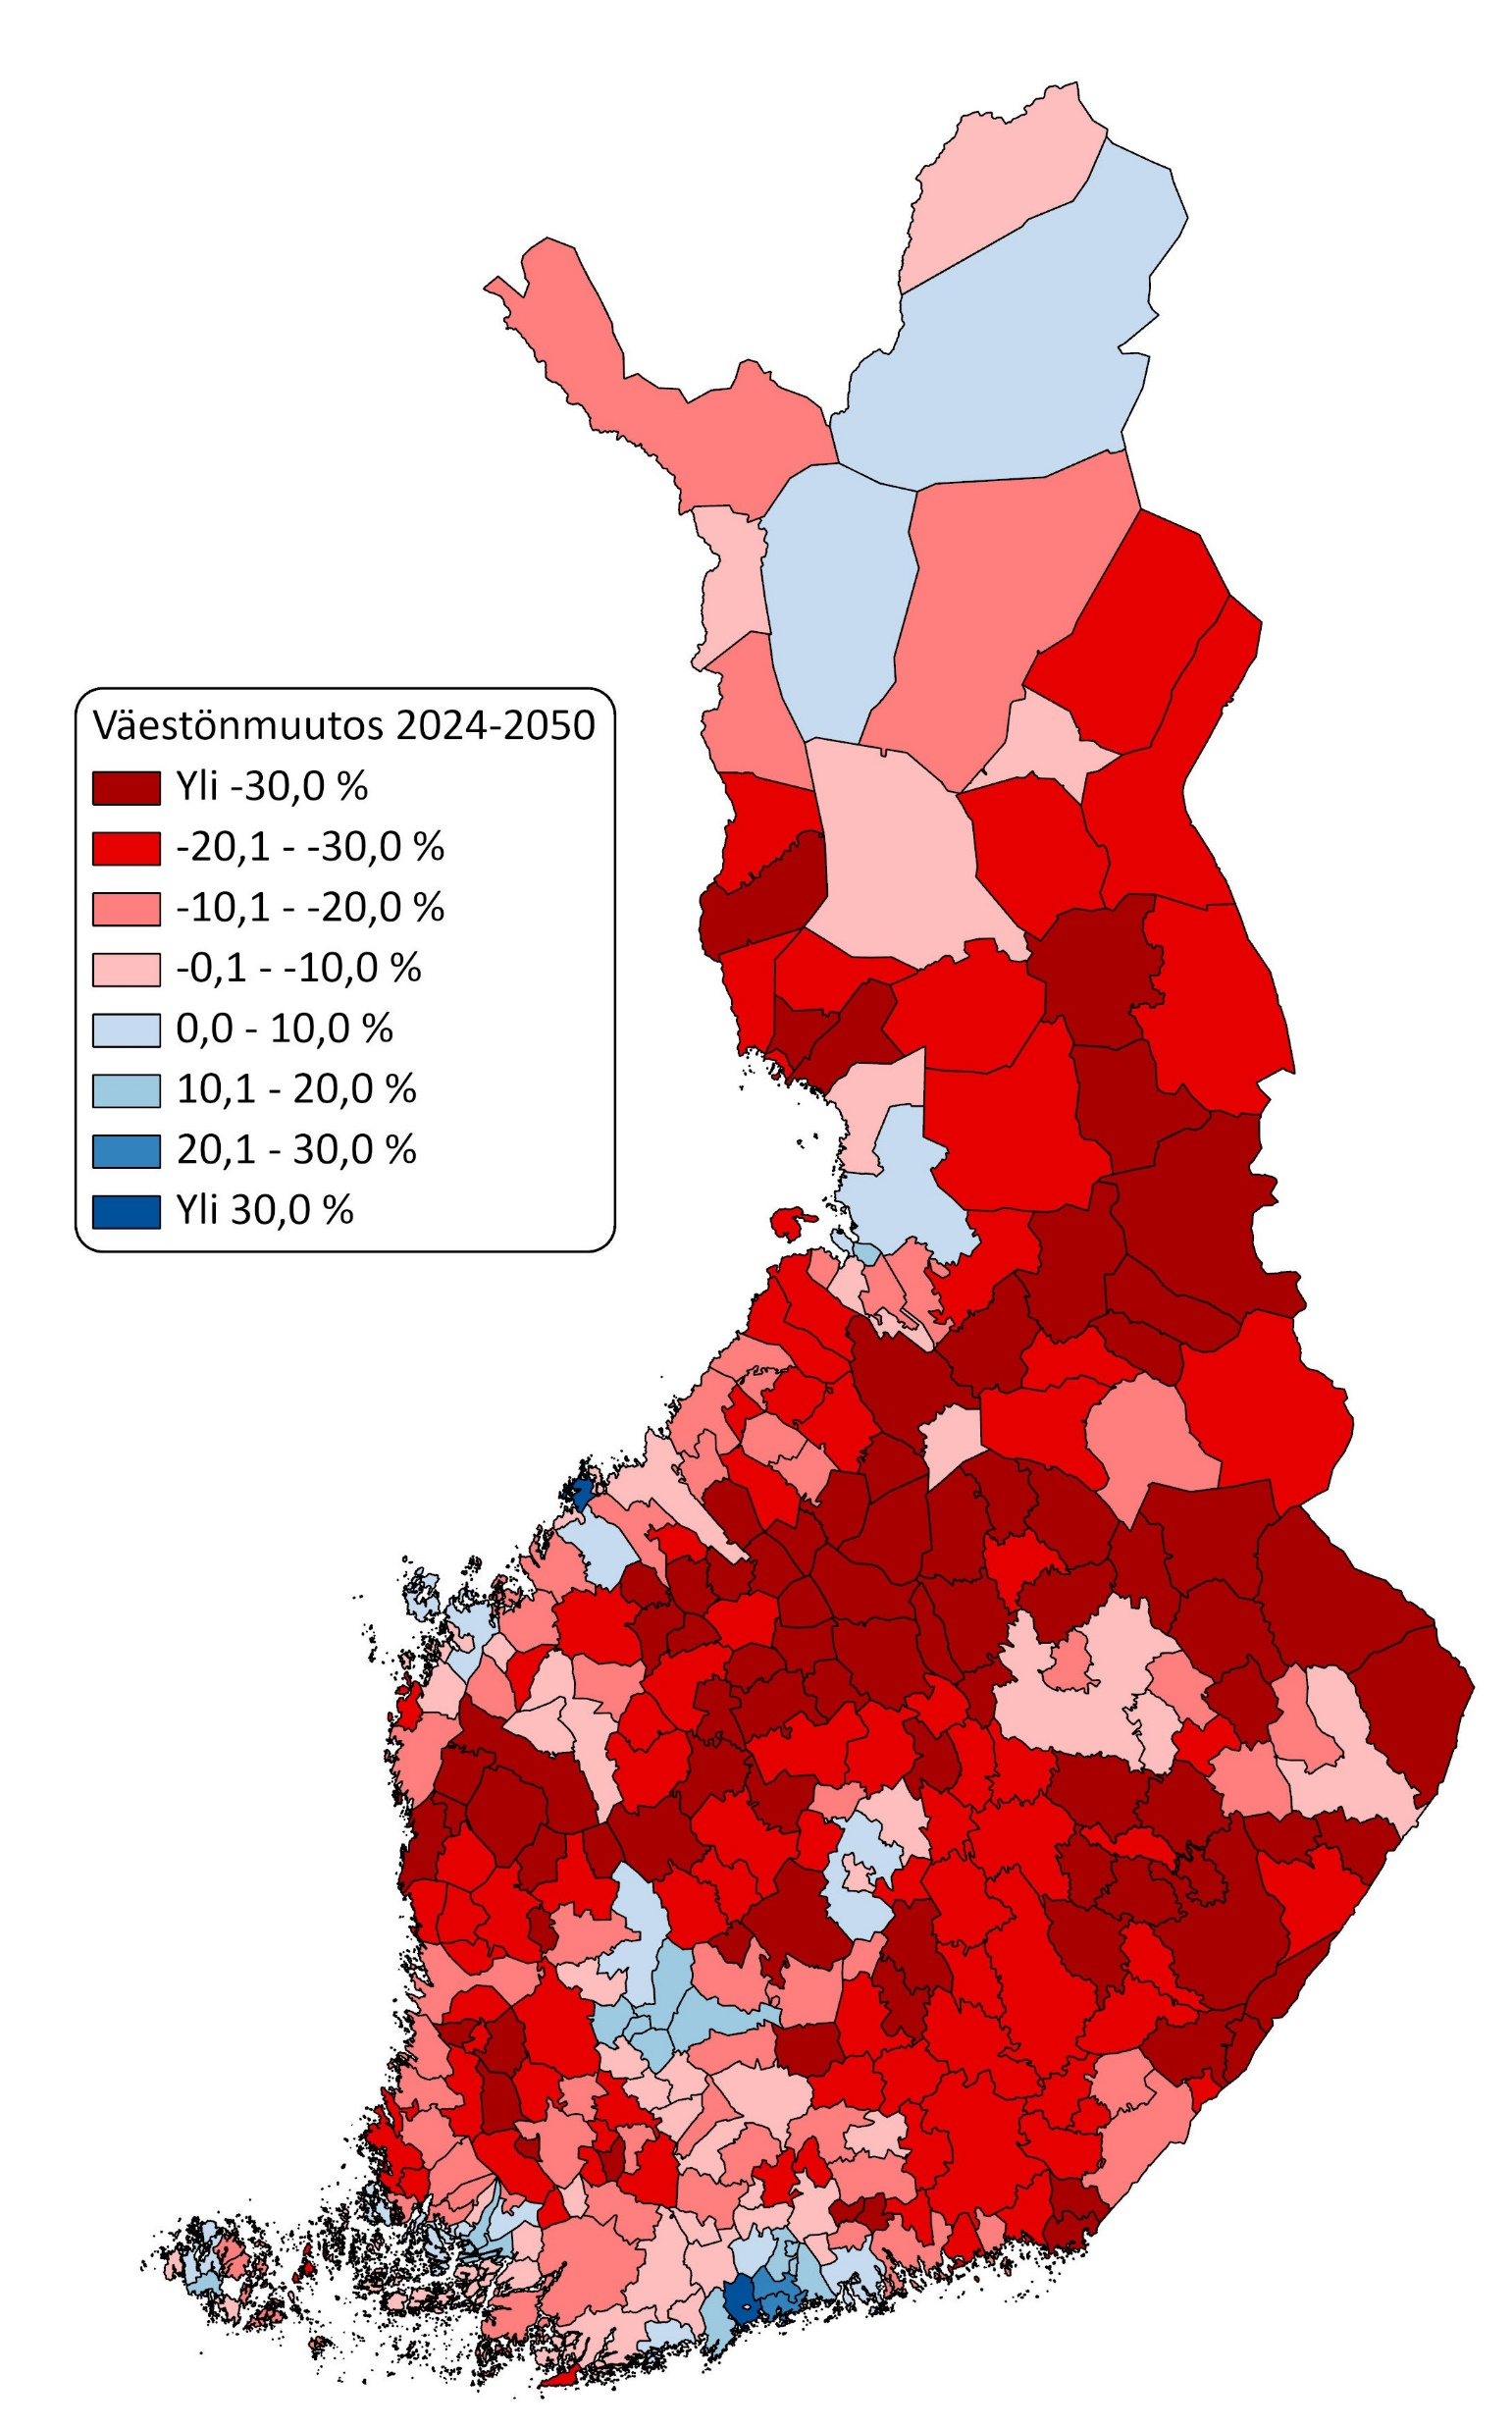 Väestönmuutos 2024-2050
Yli -30,0 %
-20,1 - -30,0 %
-10,1 - -20,0 %
-0,1 - -10,0 %
0,0 - 10,0 %
10,1 - 20,0 %
20,1 - 30,0 %
Yli 30,0 %